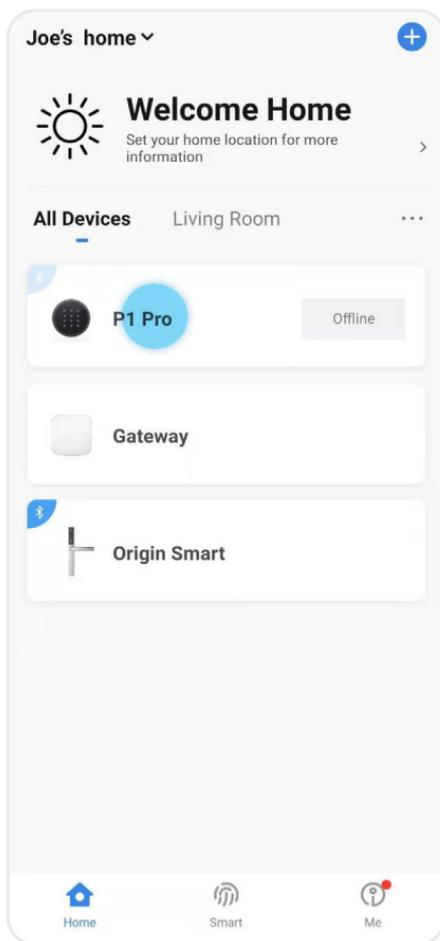 Joe's home
Welcome Home
Set your home location for more
information
All Devices Living Room
P1 Pro Offline
Gateway
Origin Smart
Home Smart Me